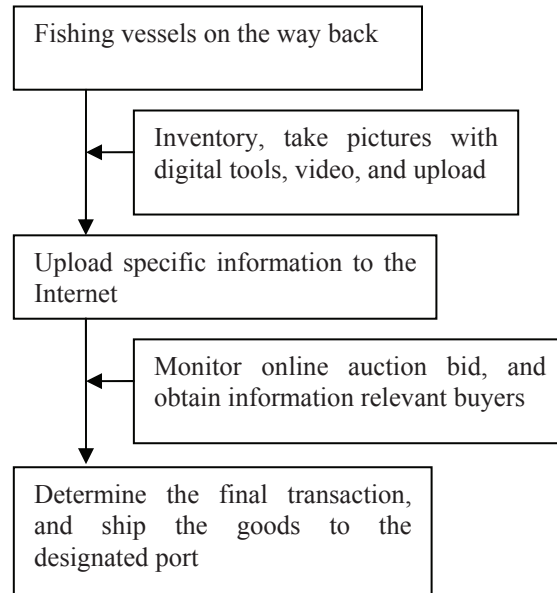 Fishing vessels on the way back
Inventory, take pictures with
digital tools, video, and upload
Upload specific information to the
Internet
Monitor online auction bid, and
obtain information relevant buyers
Determine the final transaction,
and ship the goods to the
designated port